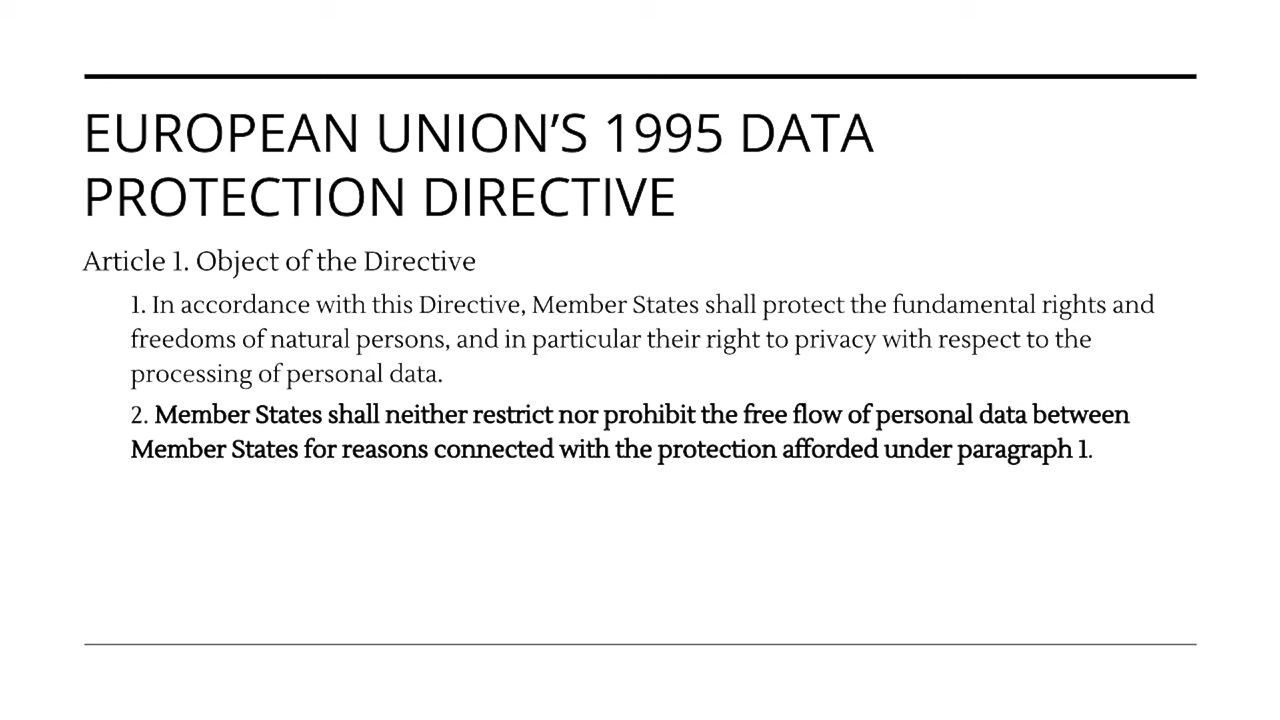 EUROPEAN UNION’S 1995 DATA
PROTECTION DIRECTIVE
Article 1. Object of the Directive
1. In accordance with this Directive, Member States shall protect the fundamental rights and
freedoms of natural persons, and in particular their right to privacy with respect to the
processing of personal data.
2. Member States shall neither restrict nor prohibit the free flow of personal data between
Member States for reasons connected with the protection afforded under paragraph 1.